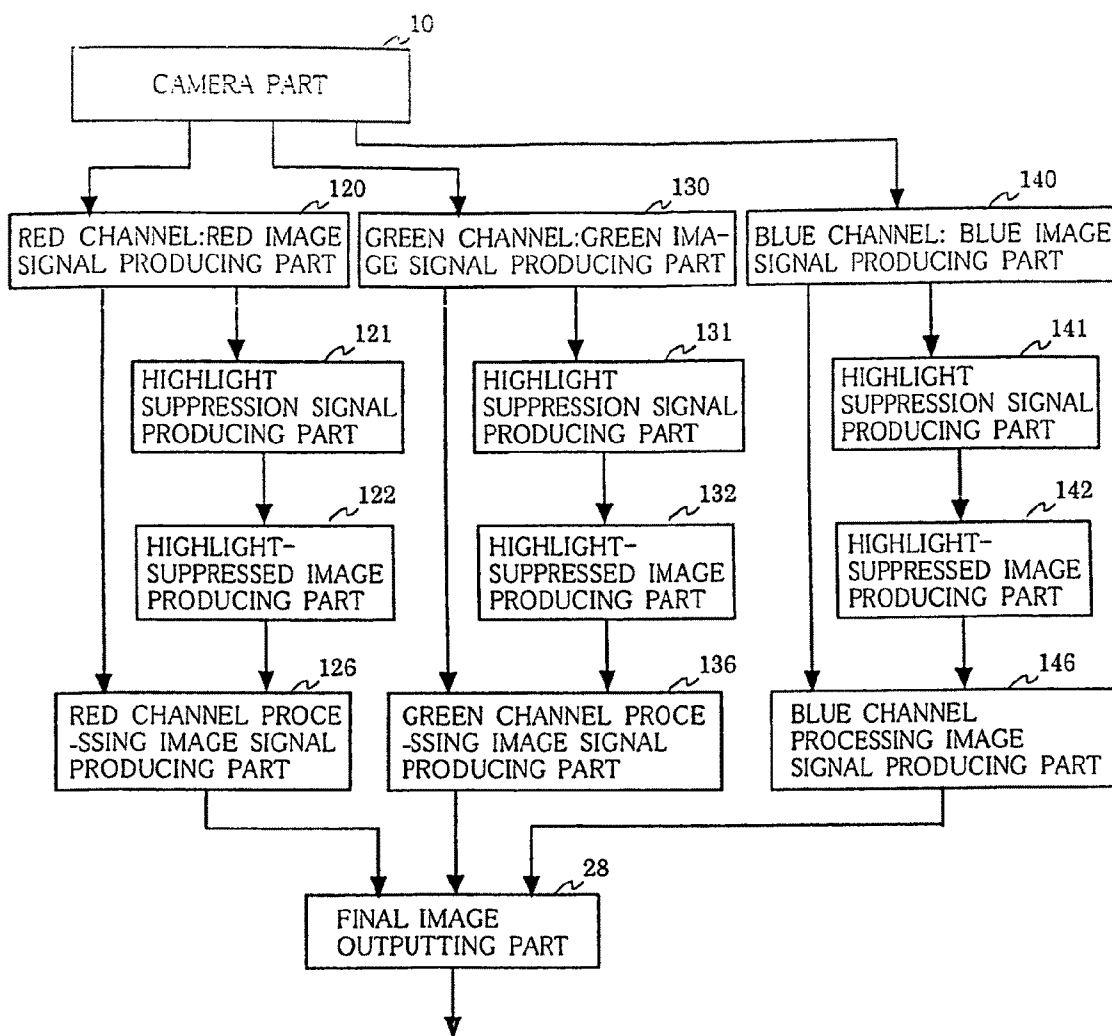 10
CAMERA PART
120
RED CHANNEL:RED IMAGE
SIGNAL PRODUCING PART
130
GREEN CHANNEL:GREEN IMA-
GE SIGNAL PRODUCING PART
140
BLUE CHANNEL: BLUE IMAGE
SIGNAL PRODUCING PART
121
HIGHLIGHT
SUPPRESSION SIGNAL
PRODUCING PART
131
HIGHLIGHT
SUPPRESSION SIGNAL
PRODUCING PART
141
HIGHLIGHT
SUPPRESSION SIGNAL
PRODUCING PART
122
HIGHLIGHT-
SUPPRESSED IMAGE
PRODUCING PART
132
HIGHLIGHT-
SUPPRESSED IMAGE
PRODUCING PART
142
HIGHLIGHT-
SUPPRESSED IMAGE
PRODUCING PART
126
RED CHANNEL PROCE
-SSING IMAGE SIGNAL
PRODUCING PART
136
GREEN CHANNEL PROCE
-SSING IMAGE SIGNAL
PRODUCING PART
146
BLUE CHANNEL
PROCESSING IMAGE
SIGNAL PRODUCING PART
28
FINAL IMAGE
OUTPUTTING PART